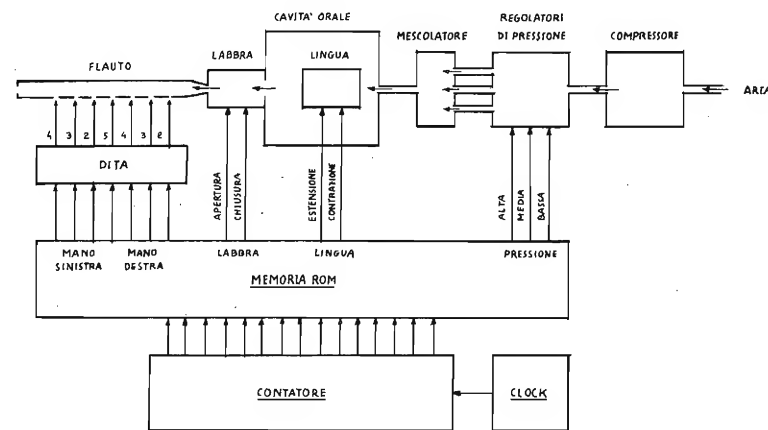 CAVITA' ORALE
REGOLATORI
DI PRESSIONE
LABBRA
LINGUA
MESCOLATORE
COMPRESSORE
FLAUTO
ARIA
4 3 2 5 4 3 2
DITA
APERTURA
CHIUSURA
ESTENSIONE
CONTRAZIONE
ALTA
MEDIA
BASSA
MANO
SINISTRA
MANO
DESTRA
LABBRA
LINGUA
PRESSIONE
MEMORIA ROM
CONTATORE
CLOCK